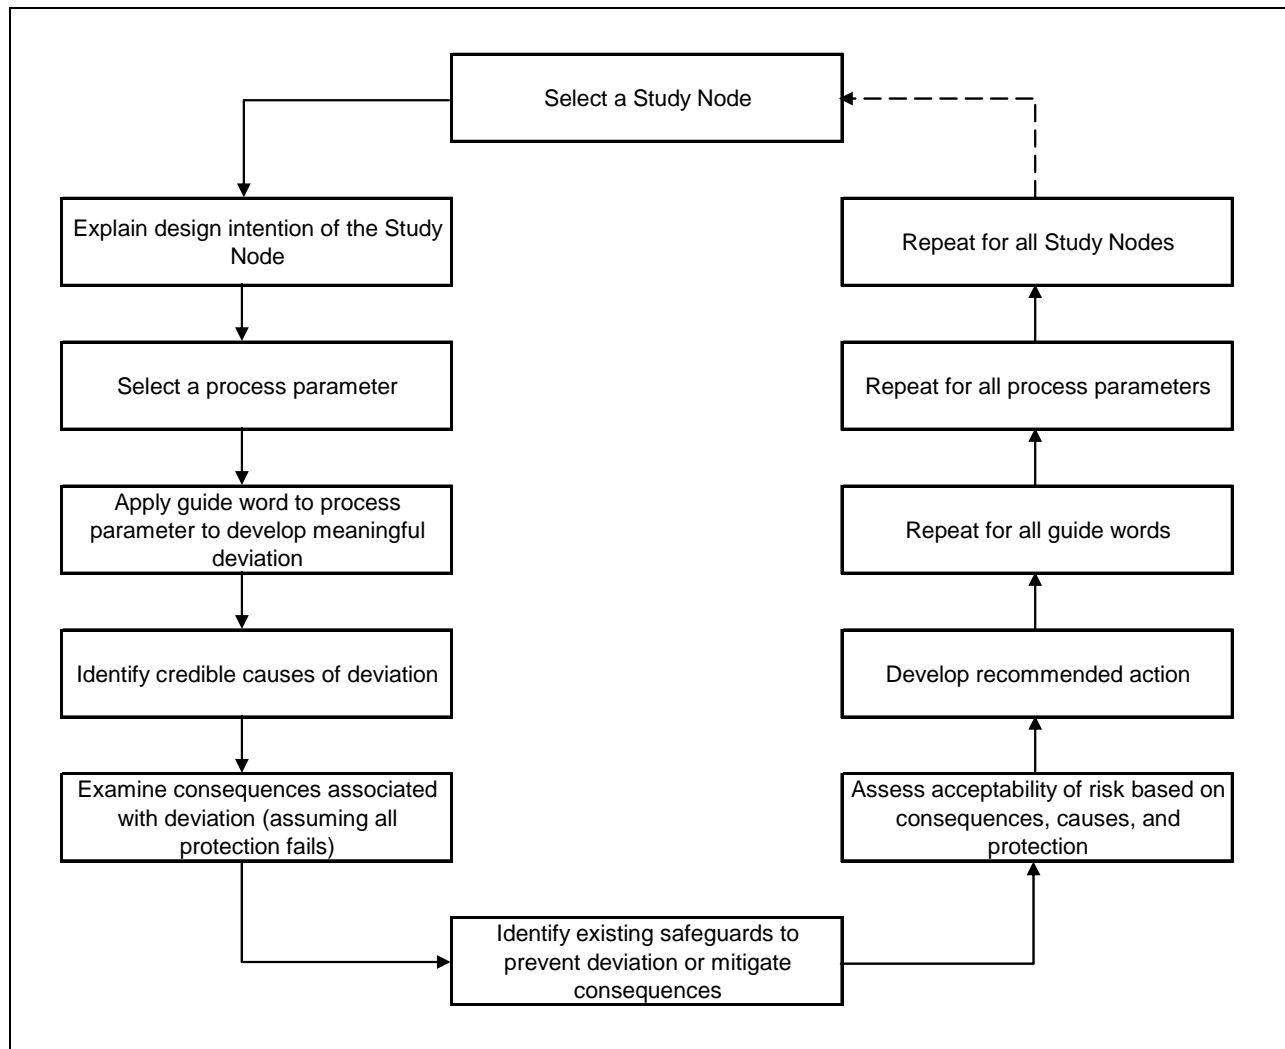 Select a Study Node
Explain design intention of the Study
Node
Select a process parameter
Apply guide word to process
parameter to develop meaningful
deviation
Identify credible causes of deviation
Examine consequences associated
with deviation (assuming all
protection fails)
Identify existing safeguards to
prevent deviation or mitigate
consequences
Assess acceptability of risk based on
consequences, causes, and
protection
Develop recommended action
Repeat for all guide words
Repeat for all process parameters
Repeat for all Study Nodes